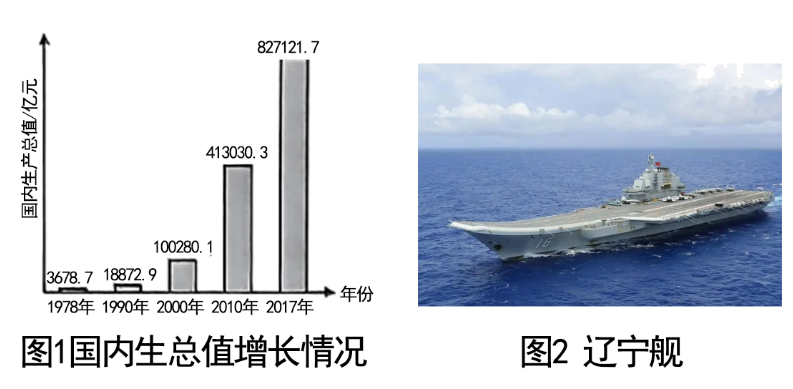 827121.7
国内生产总值/亿元
413030.3
100280.1
3678.7
18872.9
1978年 1990年 2000年 2010年 2017年
年份
16
图1国内生总值增长情况
图2 辽宁舰